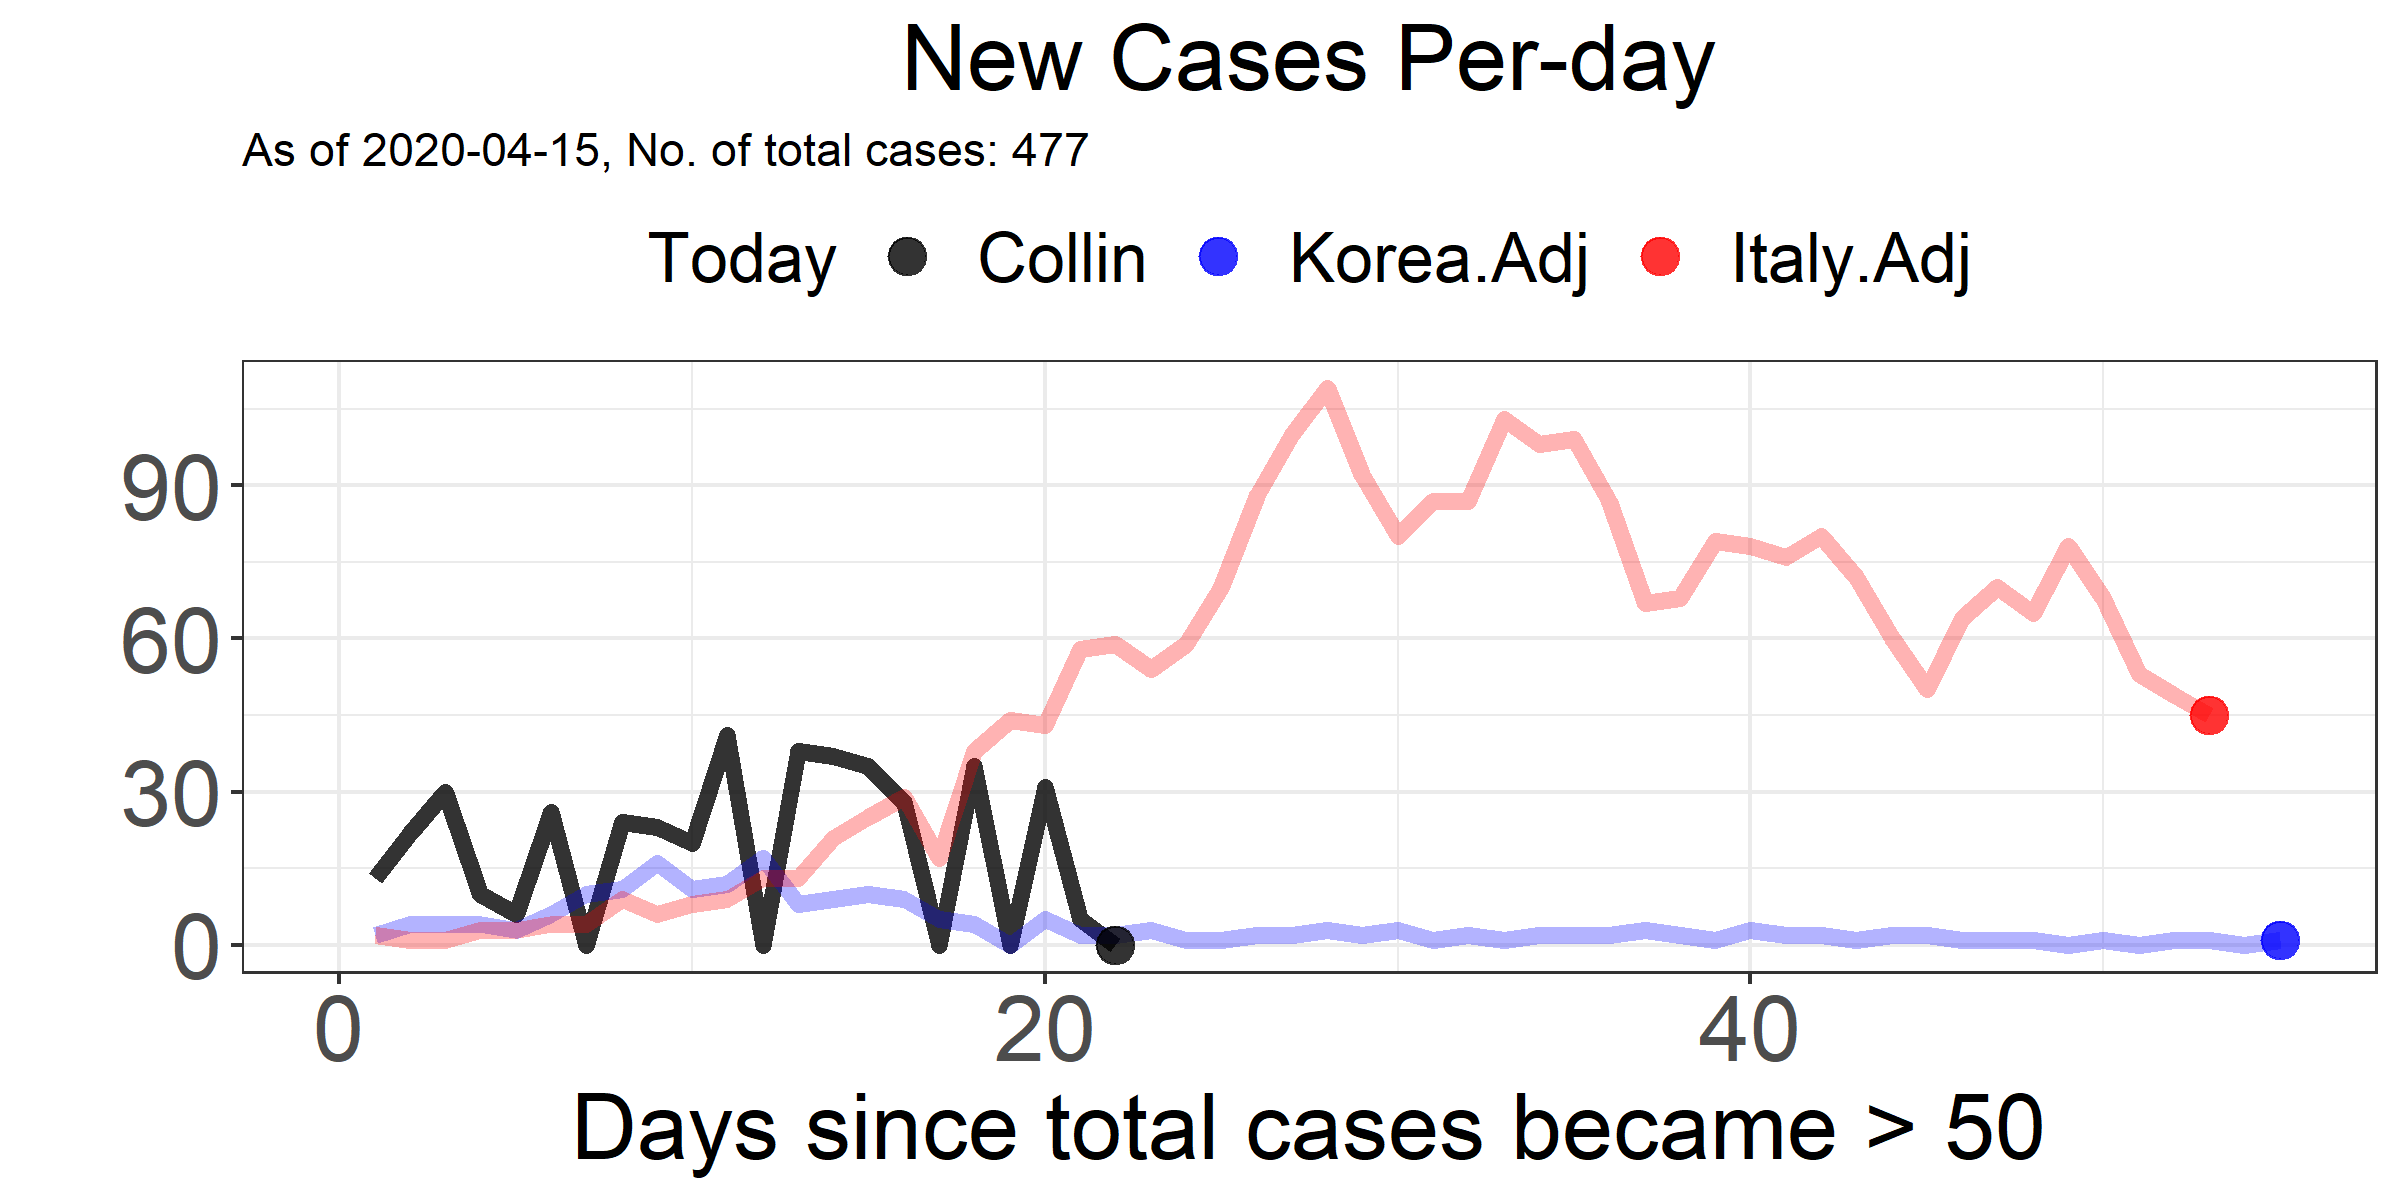 New Cases Per-day
As of 2020-04-15, No. of total cases: 477
Today Collin Korea.Adj Italy.Adj
90
60
30
0
0 20 40
Days since total cases became > 50